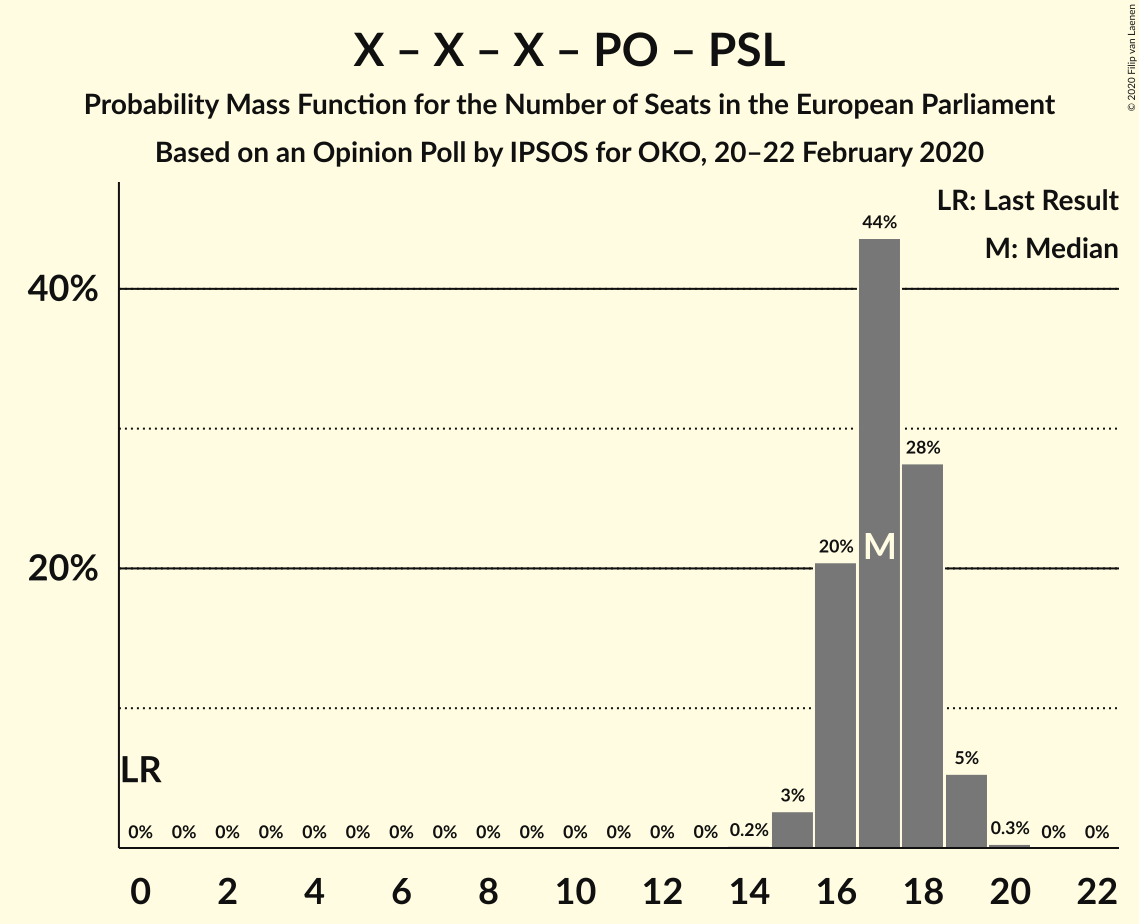 X – X – X – PO – PSL
Probability Mass Function for the Number of Seats in the European Parliament
Based on an Opinion Poll by IPSOS for OKO, 20–22 February 2020
© 2020 Filip van Laenen
LR: Last Result
M: Median
40%
20%
44%
28%
20%
M
5%
3%
LR
0% 0% 0% 0% 0% 0% 0% 0% 0% 0% 0% 0% 0% 0% 0.2% 0.3% 0% 0%
0 2 4 6 8 10 12 14 16 18 20 22